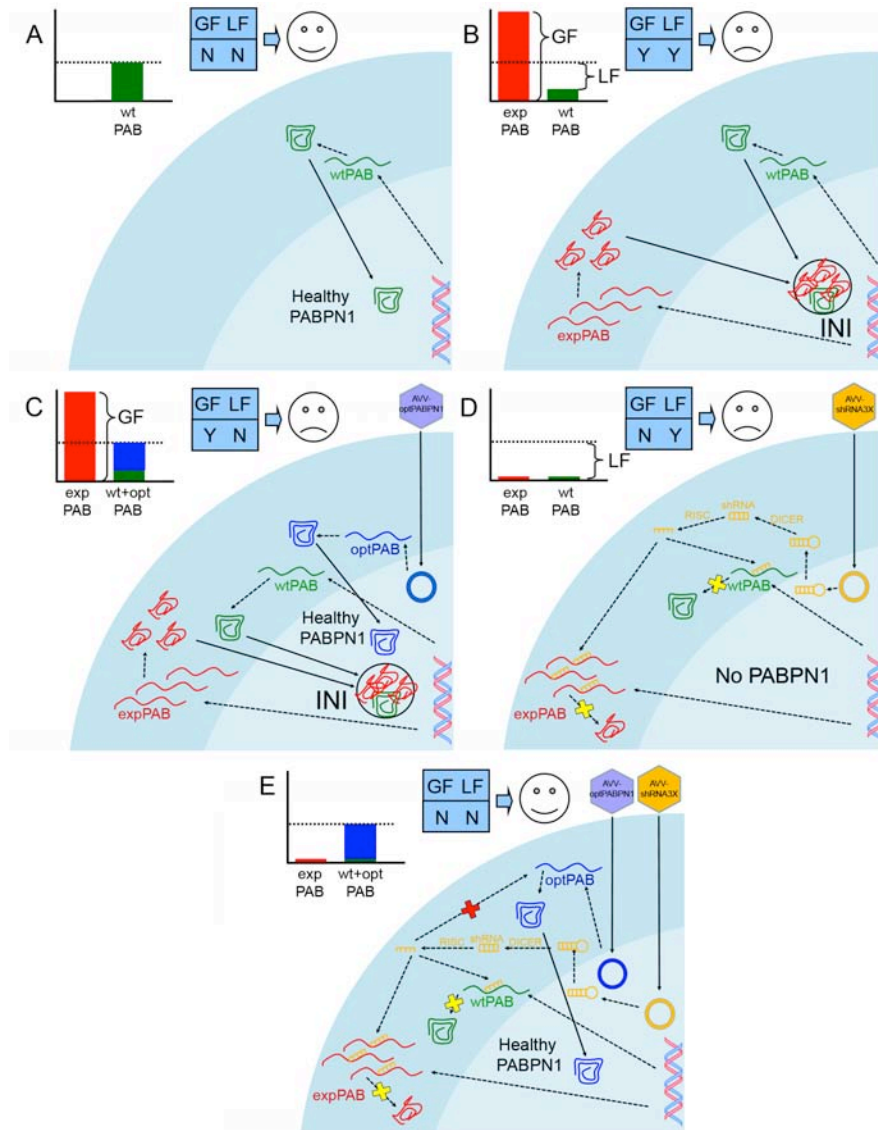 A
GF LF
N N
wt
PAB
wtPAB
Healthy
PABPN1
B
GF LF
Y Y
GF
LF
exp
PAB
wt
PAB
wtPAB
expPAB
INI
C
GF LF
Y N
AVV-
optPABPN1
GF
exp
PAB
wt+opt
PAB
optPAB
wtPAB
Healthy
PABPN1
expPAB
INI
D
GF LF
N Y
AVV-
shRNA3X
LF
exp
PAB
wt
PAB
RISC
shRNA
DICER
wtPAB
No PABPN1
expPAB
E
GF LF
N N
AVV-
optPABPN1
AVV-
shRNA3X
exp
PAB
wt+opt
PAB
optPAB
RISC
shRNA
DICER
wtPAB
Healthy
PABPN1
expPAB